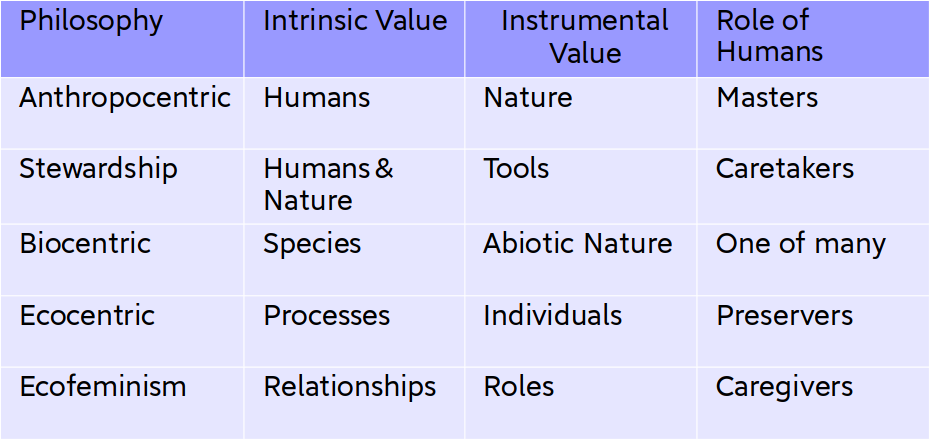 Philosophy
Intrinsic Value
Instrumental
Value
Role of
Humans
Anthropocentric
Humans
Nature
Masters
Stewardship
Humans &
Nature
Tools
Caretakers
Biocentric
Species
Abiotic Nature
One of many
Ecocentric
Processes
Individuals
Preservers
Ecofeminism
Relationships
Roles
Caregivers